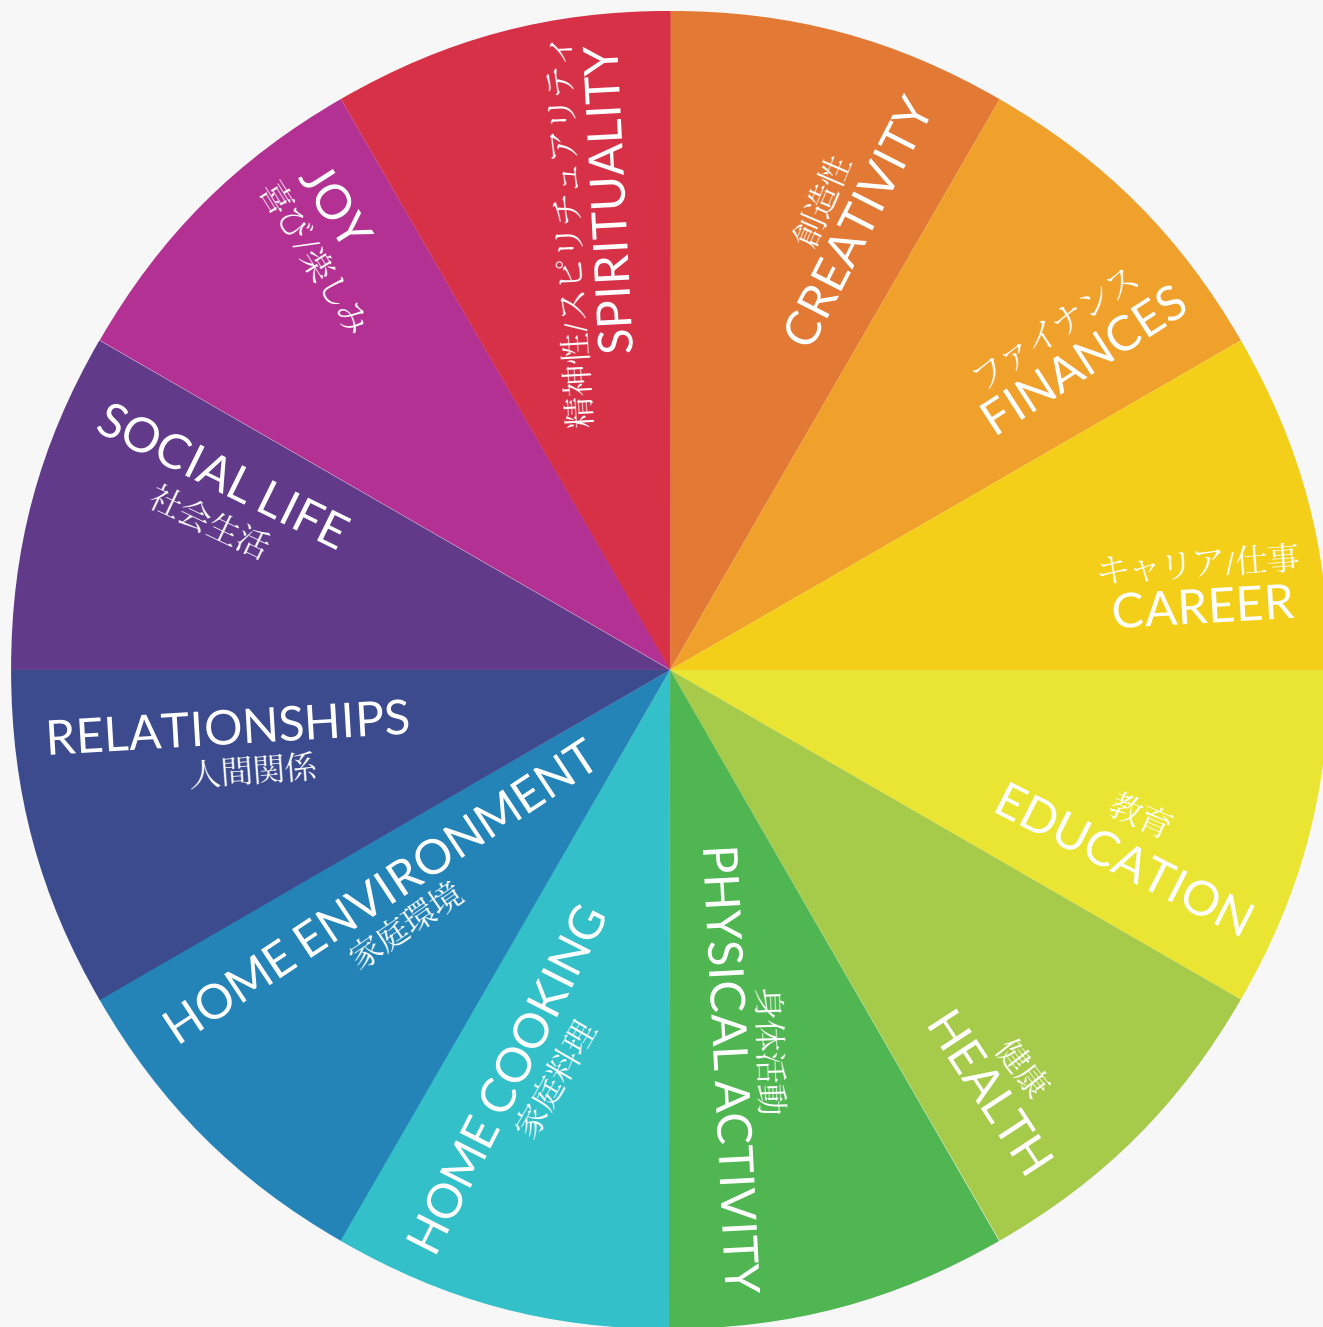 精神性/スピリチュアリティ
SPIRITUALITY
創造性
CREATIVITY
ファイナンス
FINANCES
キャリア/仕事
CAREER
教育
EDUCATION
健康
HEALTH
身体活動
PHYSICAL ACTIVITY
HOME COOKING
家庭料理
HOME ENVIRONMENT
家庭環境
RELATIONSHIPS
人間関係
SOCIAL LIFE
社会生活
JOY
喜び/楽しみ